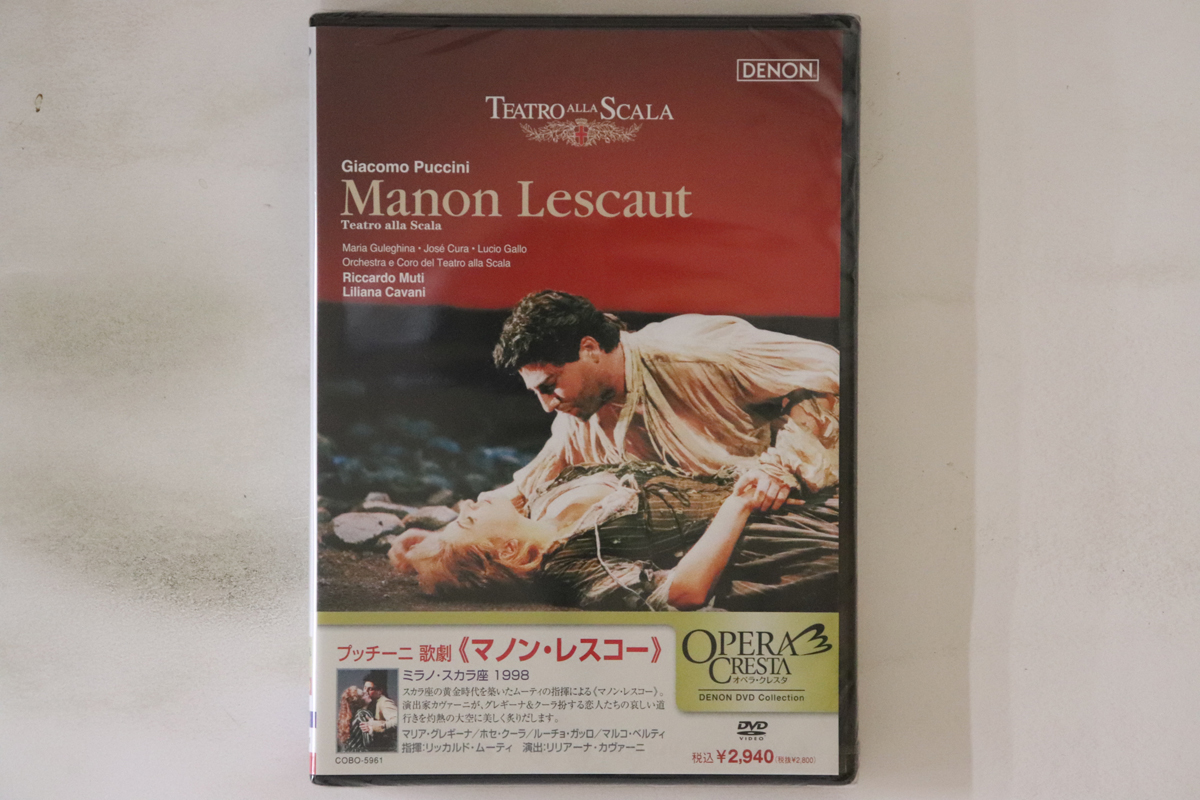 DENON
TEATRO ALLA SCALA
Giacomo Puccini
Manon Lescaut
Teatro alla Scala
Maria Guleghina・José Cura・Lucio Gallo
Orchestra e Coro del Teatro alla Scala
Riccardo Muti
Liliana Cavani
プッチーニ 歌劇《マノン・レスコー》
ミラノ・スカラ座 1998
スカラ座の黄金時代を築いたムーティの指揮による《マノン・レスコー》。
演出家カヴァーニが、グレギーナ&クーラ扮する恋人たちの哀しい道
行きを灼熱の大空に美しく炙りだします。
マリア・グレギーナ/ホセ・クーラ/ルーチョ・ガッロ/マルコ・ベルティ
指揮:リッカルド・ムーティ 演出:リリアーナ・カヴァーニ
COBO-5961
OPERA
CRESTA
オペラ・クレスタ
DENON DVD Collection
DVD
VIDEO
税込¥2,940(税抜¥2,800)